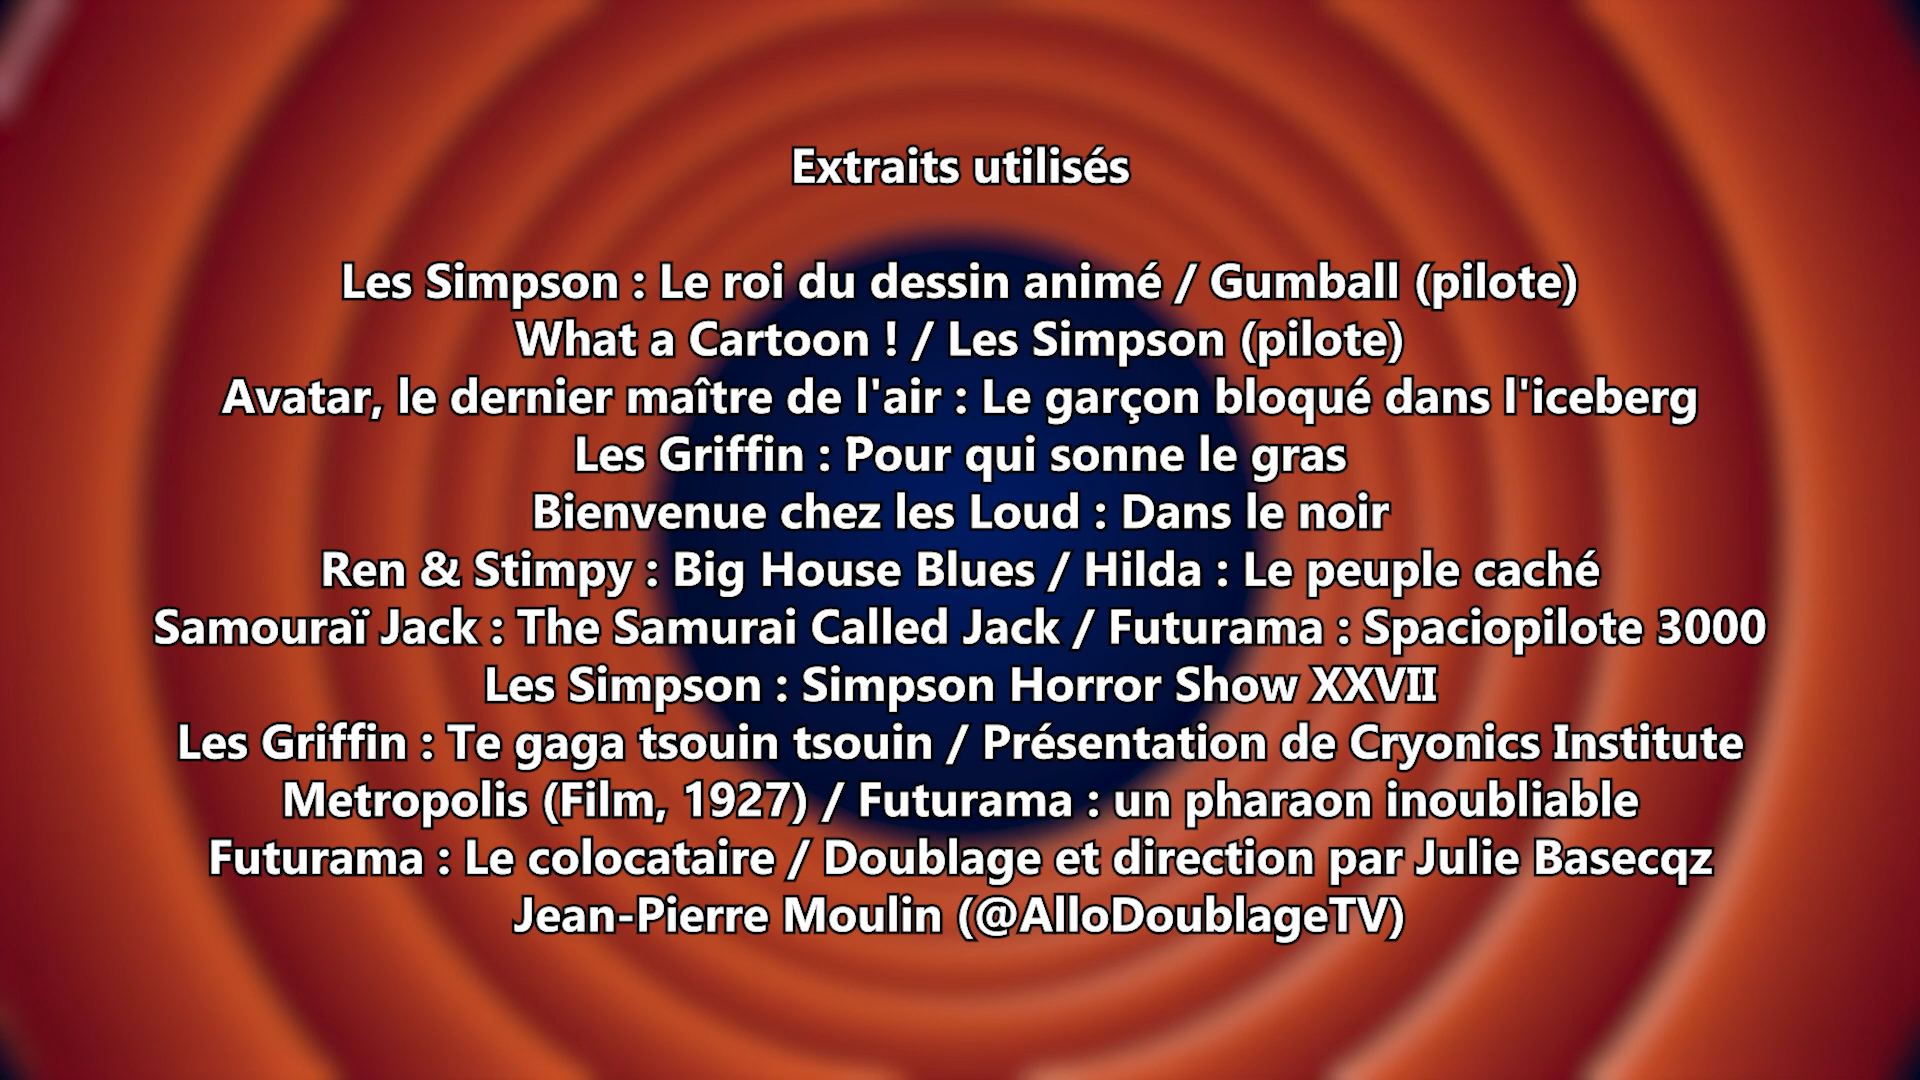 Extraits utilisés
Les Simpson : Le roi du dessin animé / Gumball (pilote)
What a Cartoon ! / Les Simpson (pilote)
Avatar, le dernier maître de l'air : Le garçon bloqué dans l'iceberg
Les Griffin : Pour qui sonne le gras
Bienvenue chez les Loud : Dans le noir
Ren & Stimpy : Big House Blues / Hilda : Le peuple caché
Samouraï Jack : The Samurai Called Jack / Futurama : Spaciopilote 3000
Les Simpson : Simpson Horror Show XXVII
Les Griffin : Te gaga tsouin tsouin / Présentation de Cryonics Institute
Metropolis (Film, 1927) / Futurama : un pharaon inoubliable
Futurama : Le colocataire / Doublage et direction par Julie Basecqz
Jean-Pierre Moulin (@AlloDoublageTV)